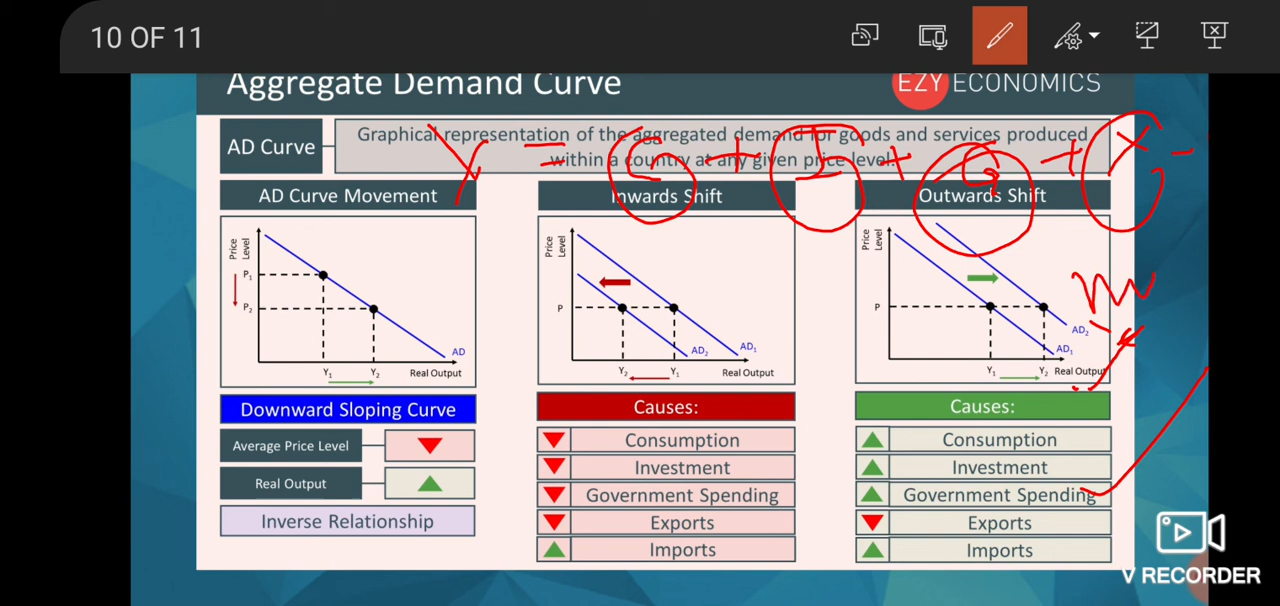 10 OF 11
Aggregate Demand Curve
EZY ECONOMICS
AD Curve
Graphical representation of the aggregated demand for goods and services produced
within a country at any given price level.
Y = C + I + G + X -
AD Curve Movement
Inwards Shift
Outwards Shift
Price Level
P₁
P₂
AD
Y₁ Y₂ Real Output
Price Level
P
AD₂ AD₁
Y₂ Y₁ Real Output
Price Level
P
AD₂
AD₁
Y₁ Y₂ Real Output
Downward Sloping Curve
Average Price Level
Real Output
Inverse Relationship
Causes:
Consumption
Investment
Government Spending
Exports
Imports
Causes:
Consumption
Investment
Government Spending
Exports
Imports
V RECORDER